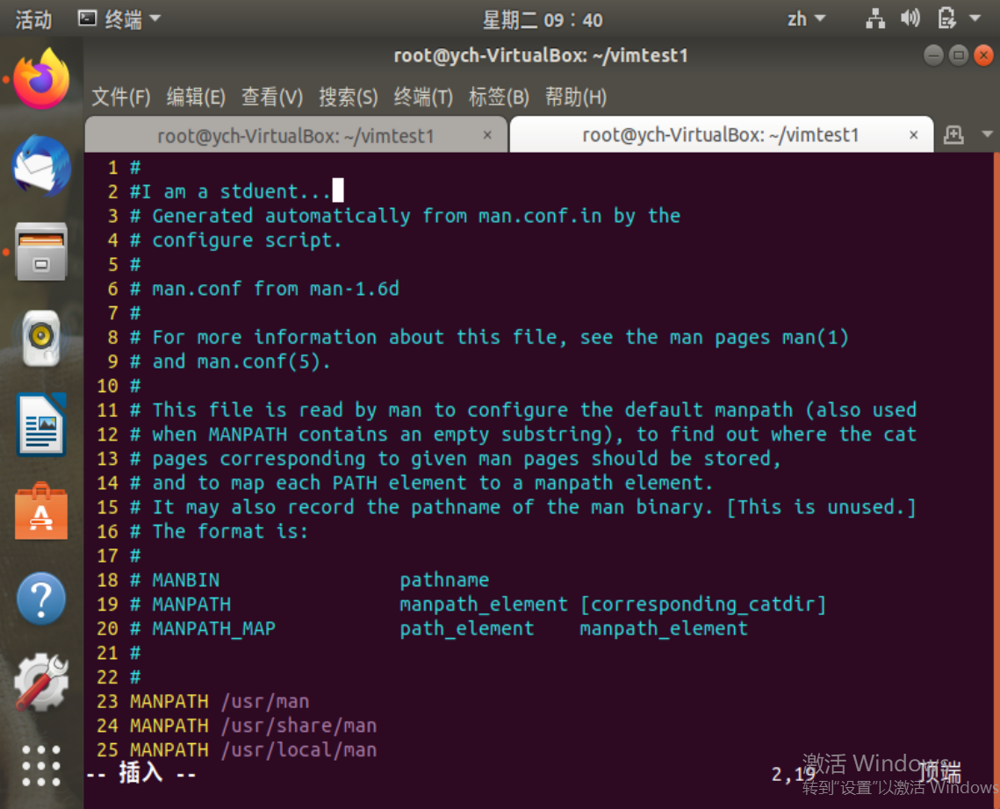 活动 终端 星期二 09：40 zh
root@ych-VirtualBox: ~/vimtest1
文件(F) 编辑(E) 查看(V) 搜索(S) 终端(T) 标签(B) 帮助(H)
root@ych-VirtualBox: ~/vimtest1 × root@ych-VirtualBox: ~/vimtest1 ×
1 #
2 #I am a stduent...
3 # Generated automatically from man.conf.in by the
4 # configure script.
5 #
6 # man.conf from man-1.6d
7 #
8 # For more information about this file, see the man pages man(1)
9 # and man.conf(5).
10 #
11 # This file is read by man to configure the default manpath (also used
12 # when MANPATH contains an empty substring), to find out where the cat
13 # pages corresponding to given man pages should be stored,
14 # and to map each PATH element to a manpath element.
15 # It may also record the pathname of the man binary. [This is unused.]
16 # The format is:
17 #
18 # MANBIN pathname
19 # MANPATH manpath_element [corresponding_catdir]
20 # MANPATH_MAP path_element manpath_element
21 #
22 #
23 MANPATH /usr/man
24 MANPATH /usr/share/man
25 MANPATH /usr/local/man
-- 插入 -- 2,19 顶端
激活 Windows
转到"设置"以激活 Windows